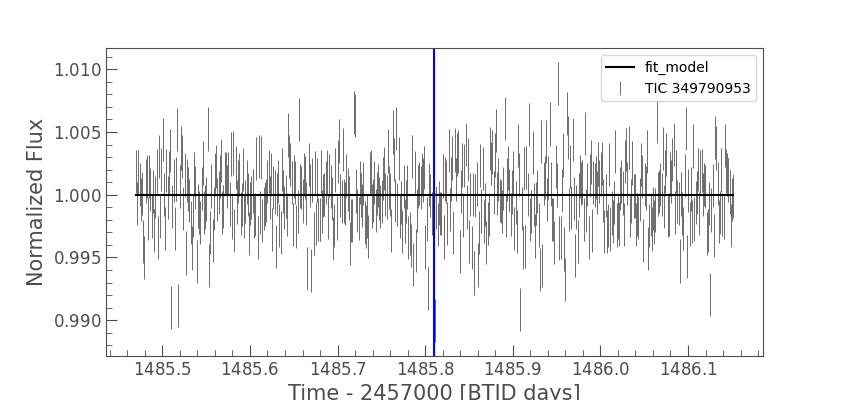 1.010
1.005
1.000
0.995
0.990
Normalized Flux
fit_model
TIC 349790953
1485.5 1485.6 1485.7 1485.8 1485.9 1486.0 1486.1
Time - 2457000 [BTJD days]